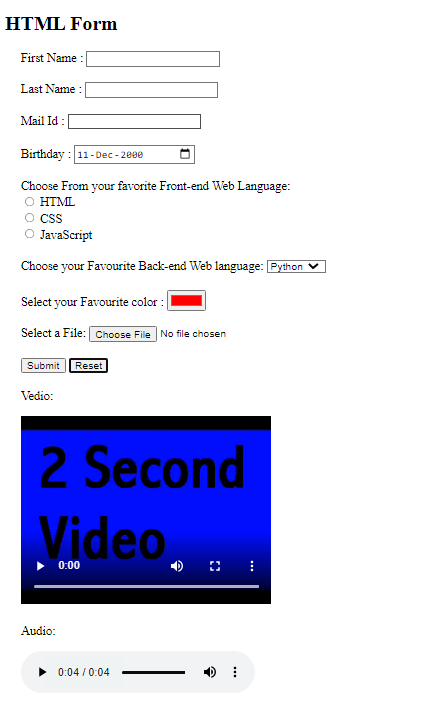 HTML Form
First Name :
Last Name :
Mail Id :
Birthday : 11-Dec-2000
Choose From your favorite Front-end Web Language:
HTML
CSS
JavaScript
Choose your Favourite Back-end Web language: Python
Select your Favourite color :
Select a File: Choose File No file chosen
Submit Reset
Vedio:
2 Second
Video
0:00
Audio:
0:04 / 0:04